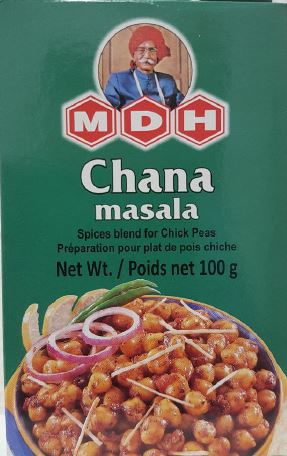 MDH
Chana
masala
Spices blend for Chick Peas
Préparation pour plat de pois chiche
Net Wt. / Poids net 100 g